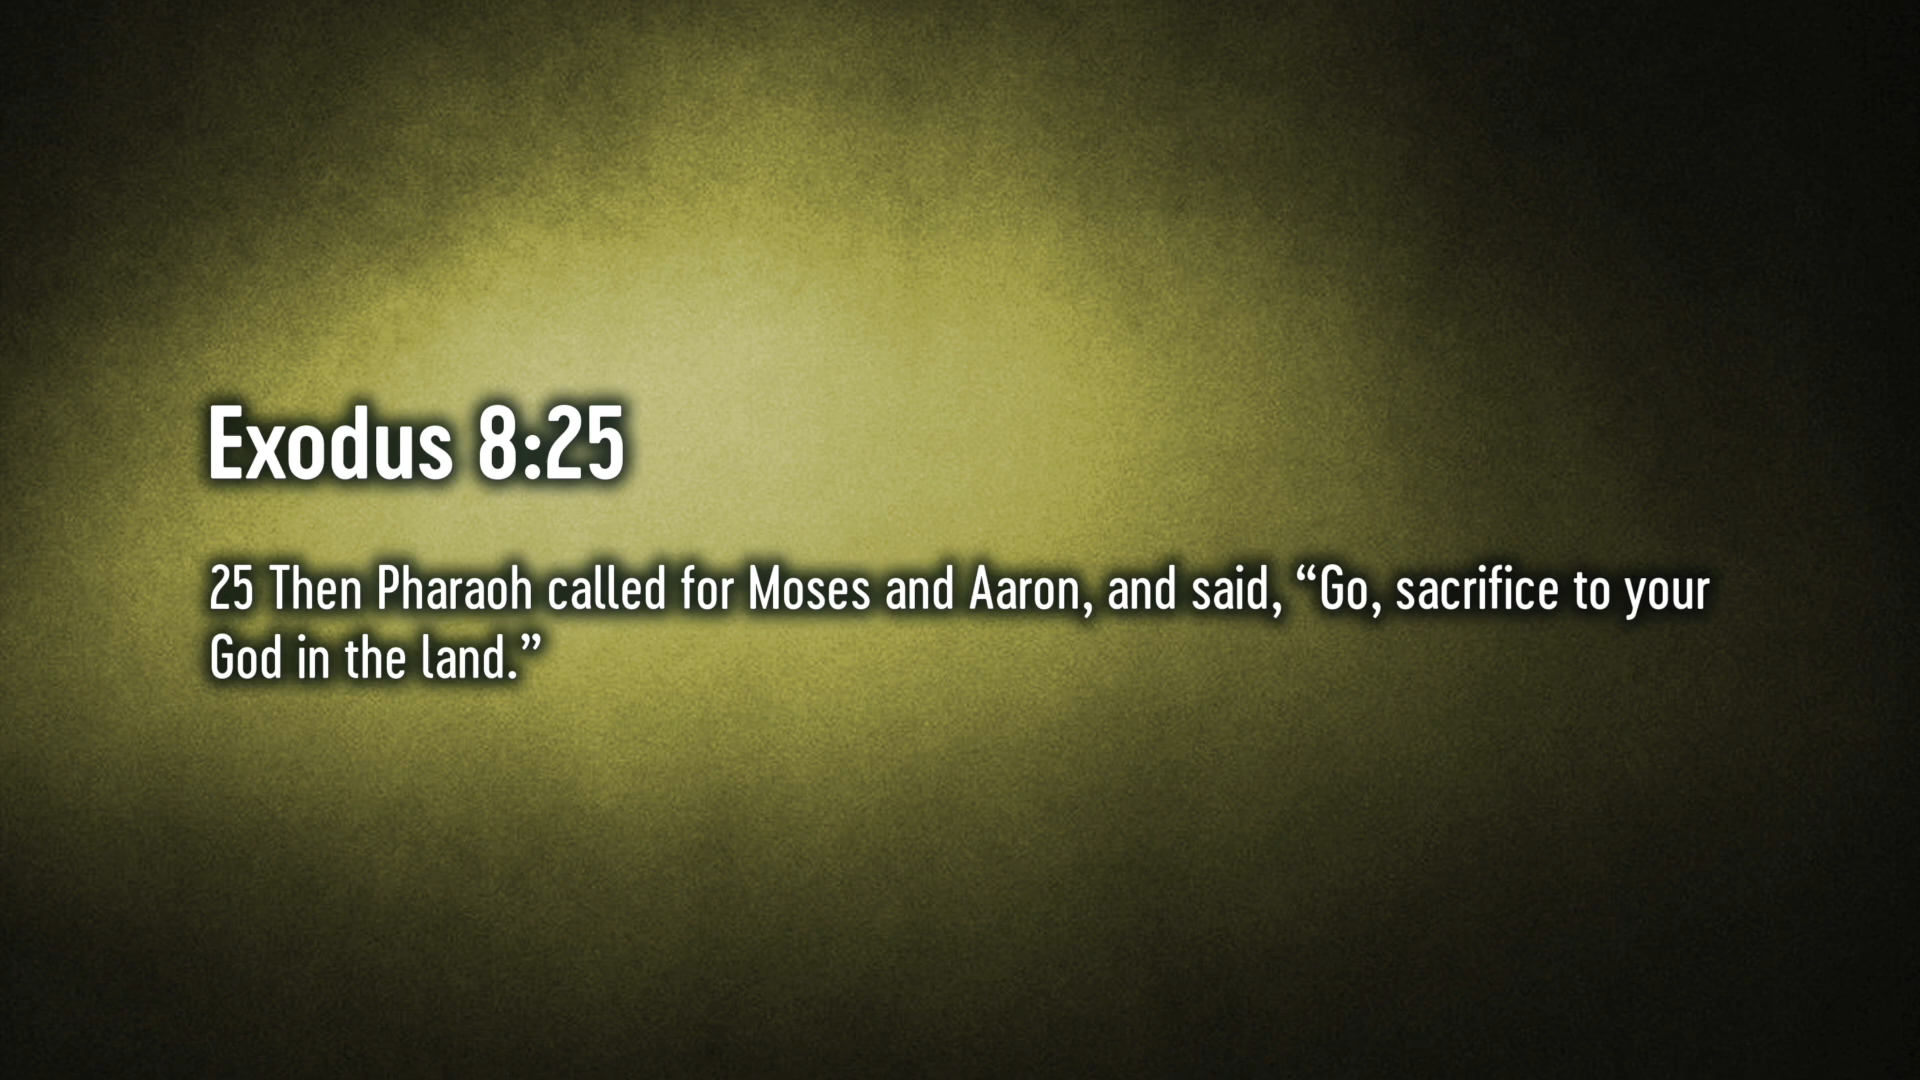 Exodus 8:25
25 Then Pharaoh called for Moses and Aaron, and said, “Go, sacrifice to your
God in the land.”